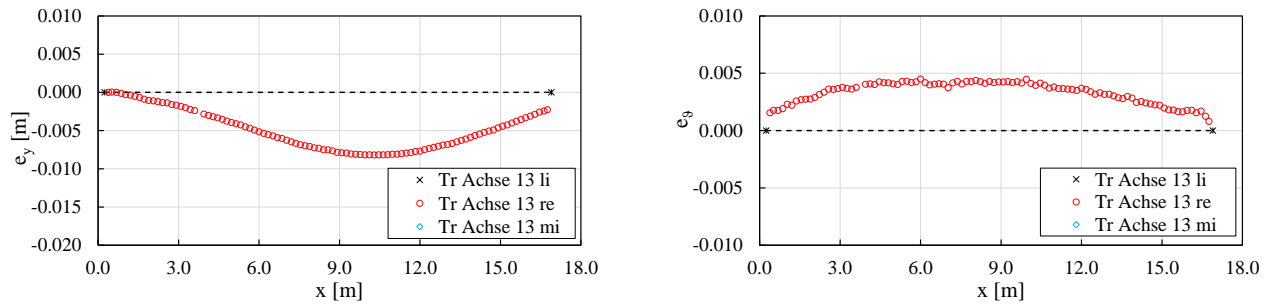 0.010
0.005
0.000
-0.005
-0.010
-0.015
-0.020
e_y [m]
0.0 3.0 6.0 9.0 12.0 15.0 18.0
x [m]
Tr Achse 13 li
Tr Achse 13 re
Tr Achse 13 mi
0.010
0.005
0.000
-0.005
-0.010
e_ϑ
0.0 3.0 6.0 9.0 12.0 15.0 18.0
x [m]
Tr Achse 13 li
Tr Achse 13 re
Tr Achse 13 mi